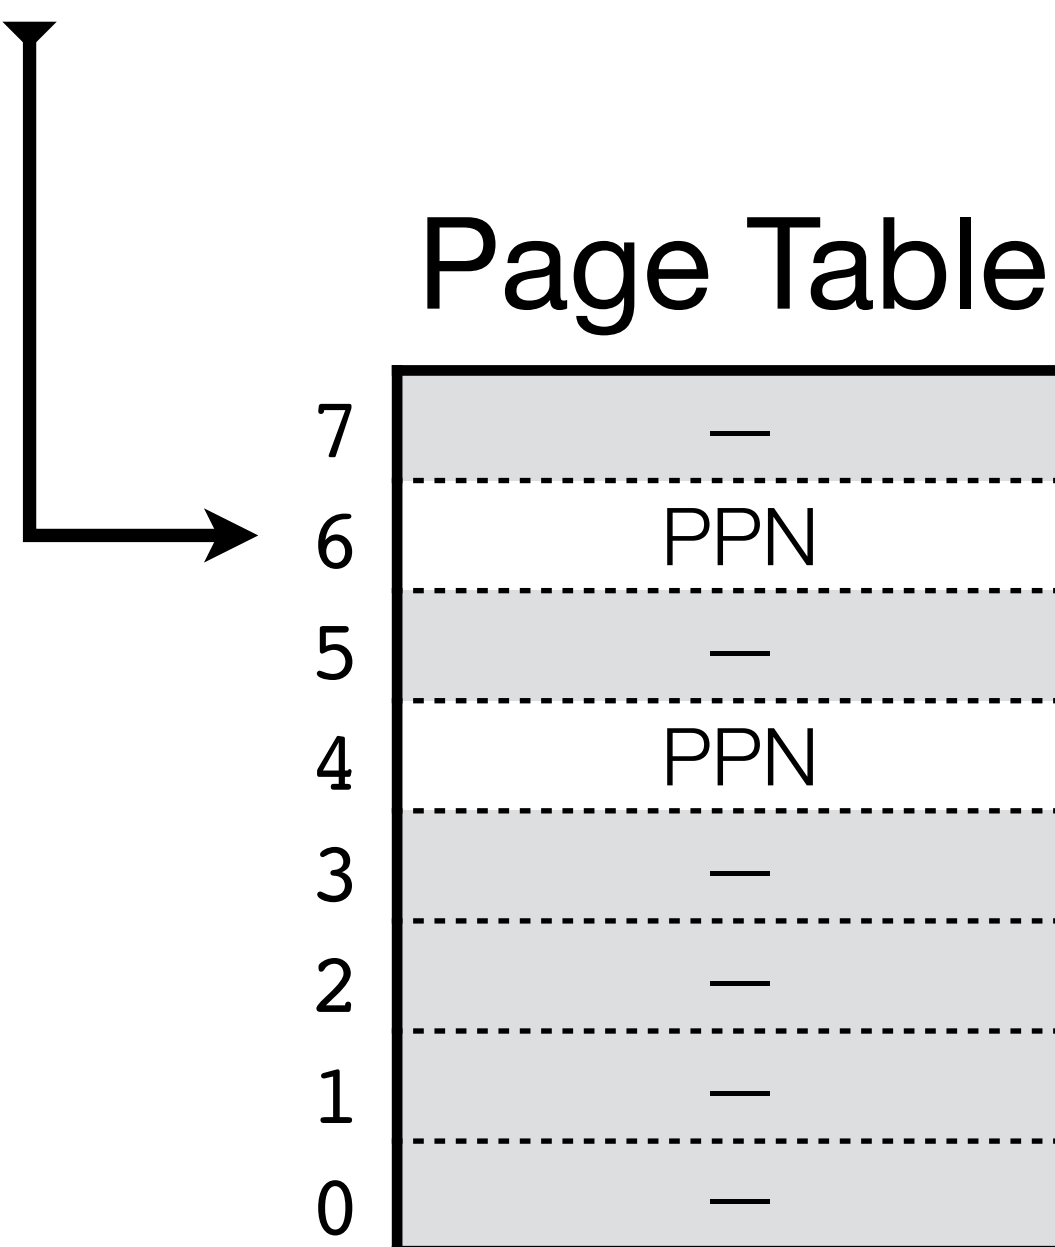 Page Table
7 —
6 PPN
5 —
4 PPN
3 —
2 —
1 —
0 —